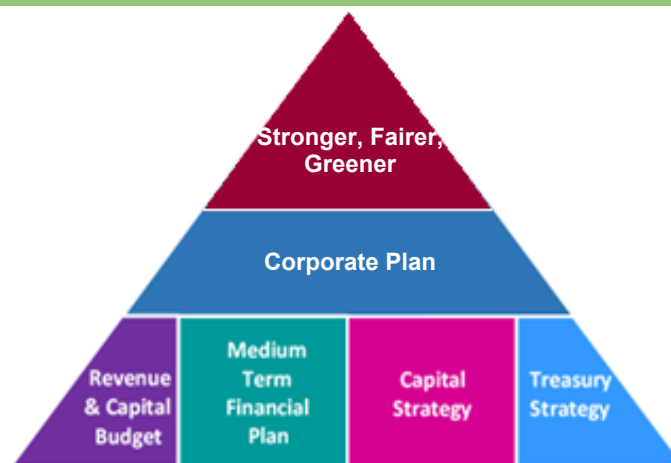 Stronger, Fairer,
Greener
Corporate Plan
Revenue
& Capital
Budget
Medium
Term
Financial
Plan
Capital
Strategy
Treasury
Strategy